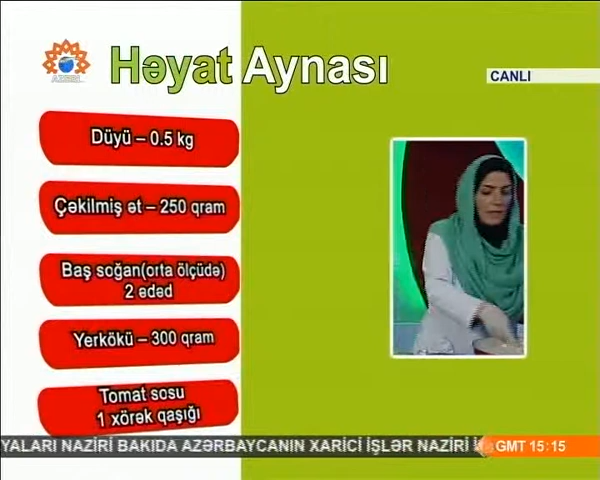 Həyat Aynası
CANLI
Düyü – 0.5 kg
Çəkilmiş ət – 250 qram
Baş soğan(orta ölçüdə)
2 ədəd
Yerkökü – 300 qram
Tomat sosu
1 xörək qaşığı
YALARI NAZİRİ BAKIDA AZƏRBAYCANIN XARİCİ İŞLƏR NAZİRİ
GMT 15:15